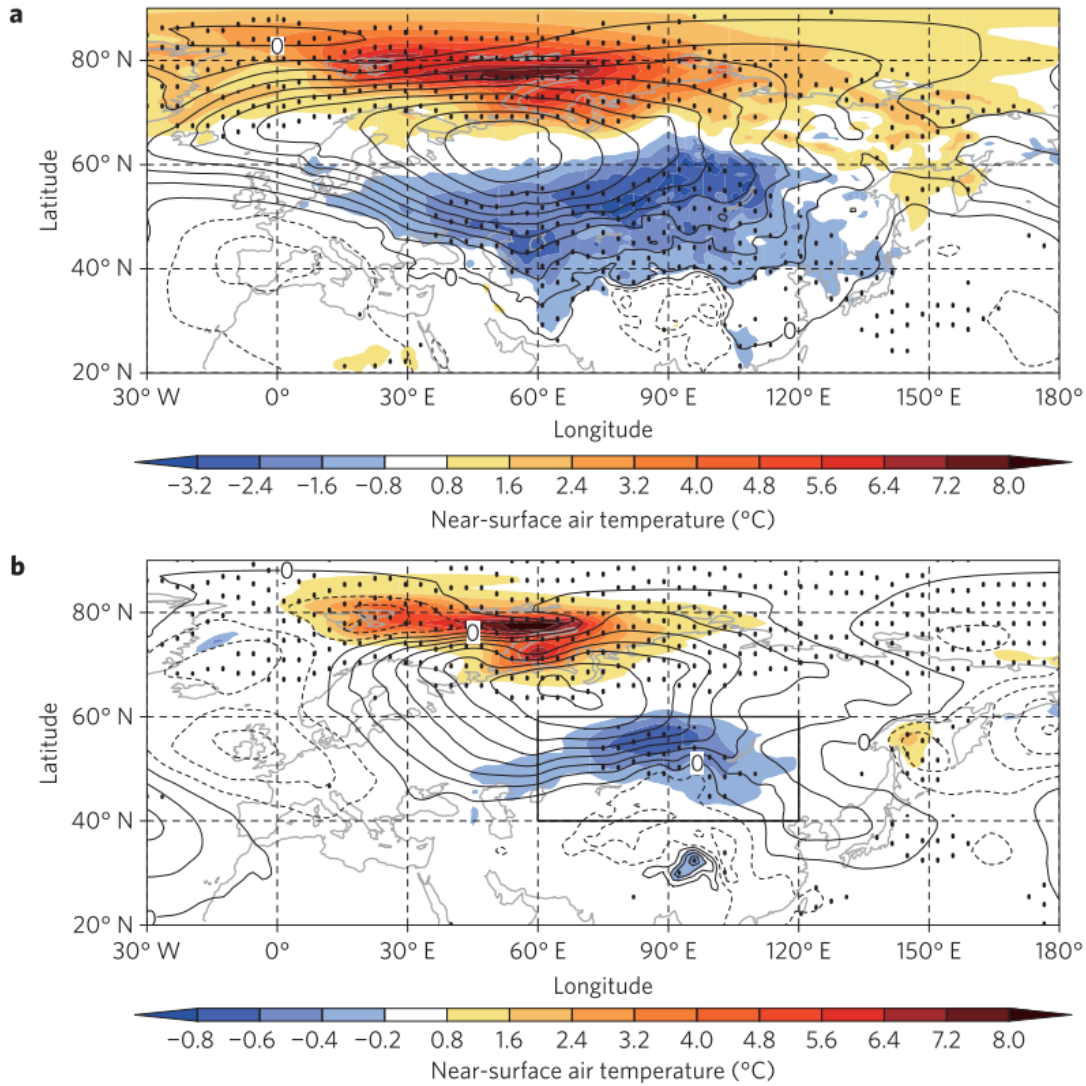 a
0
80° N
60° N
Latitude
40° N
0
0
20° N
30° W 0° 30° E 60° E 90° E 120° E 150° E 180°
Longitude
−3.2 −2.4 −1.6 −0.8 0.8 1.6 2.4 3.2 4.0 4.8 5.6 6.4 7.2 8.0
Near-surface air temperature (°C)
b
0
80° N
0
60° N
0
Latitude
0
40° N
20° N
0
30° W 0° 30° E 60° E 90° E 120° E 150° E 180°
Longitude
−0.8 −0.6 −0.4 −0.2 0.8 1.6 2.4 3.2 4.0 4.8 5.6 6.4 7.2 8.0
Near-surface air temperature (°C)